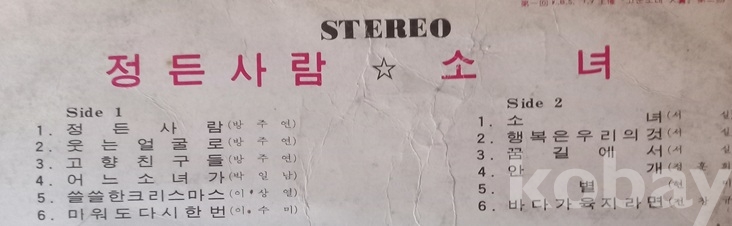 STEREO
정든사람 ☆ 소녀
Side 1
1. 정든사람 (방주연)
2. 웃는얼굴로 (방주연)
3. 고향친구들 (방주연)
4. 어느소녀가 (박일남)
5. 쓸쓸한크리스마스 (이상열)
6. 미워도다시한번 (이수미)
Side 2
1. 소녀 (서
2. 행복은우리의것 (서
3. 꿈길에서 (서
4. 안개
5. 별
6. 바다가육지라면
kobay